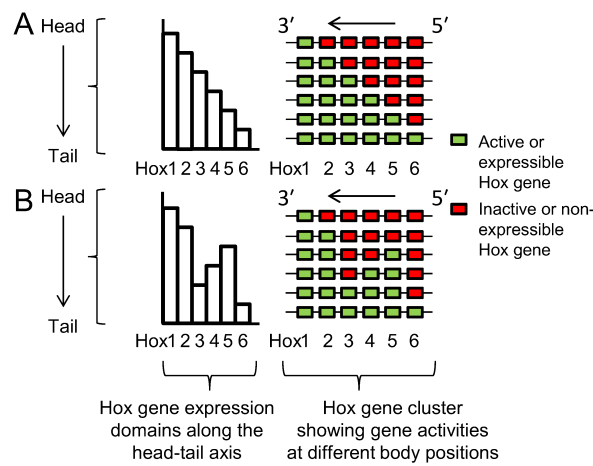 A
Head
Tail
Hox1 2 3 4 5 6
3′ 5′
Hox1 2 3 4 5 6
Active or
expressible
Hox gene
Inactive or non-
expressible
Hox gene
B
Head
Tail
Hox1 2 3 4 5 6
3′ 5′
Hox1 2 3 4 5 6
Hox gene expression
domains along the
head-tail axis
Hox gene cluster
showing gene activities
at different body positions